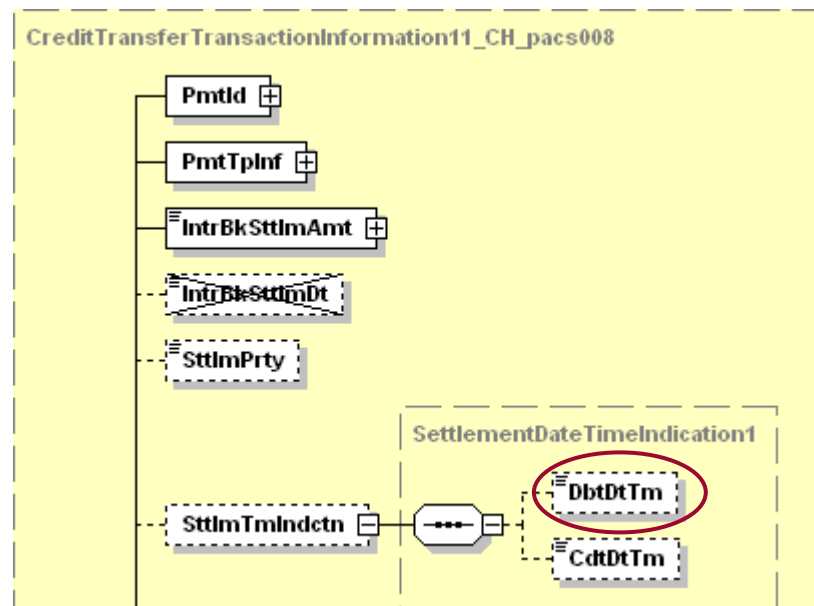 CreditTransferTransactionInformation11_CH_pacs008
PmtId
PmtTpInf
IntrBkSttlmAmt
IntrBkSttlmDt
SttlmPrty
SettlementDateTimeIndication1
DbtDtTm
SttlmTmIndctn
CdtDtTm